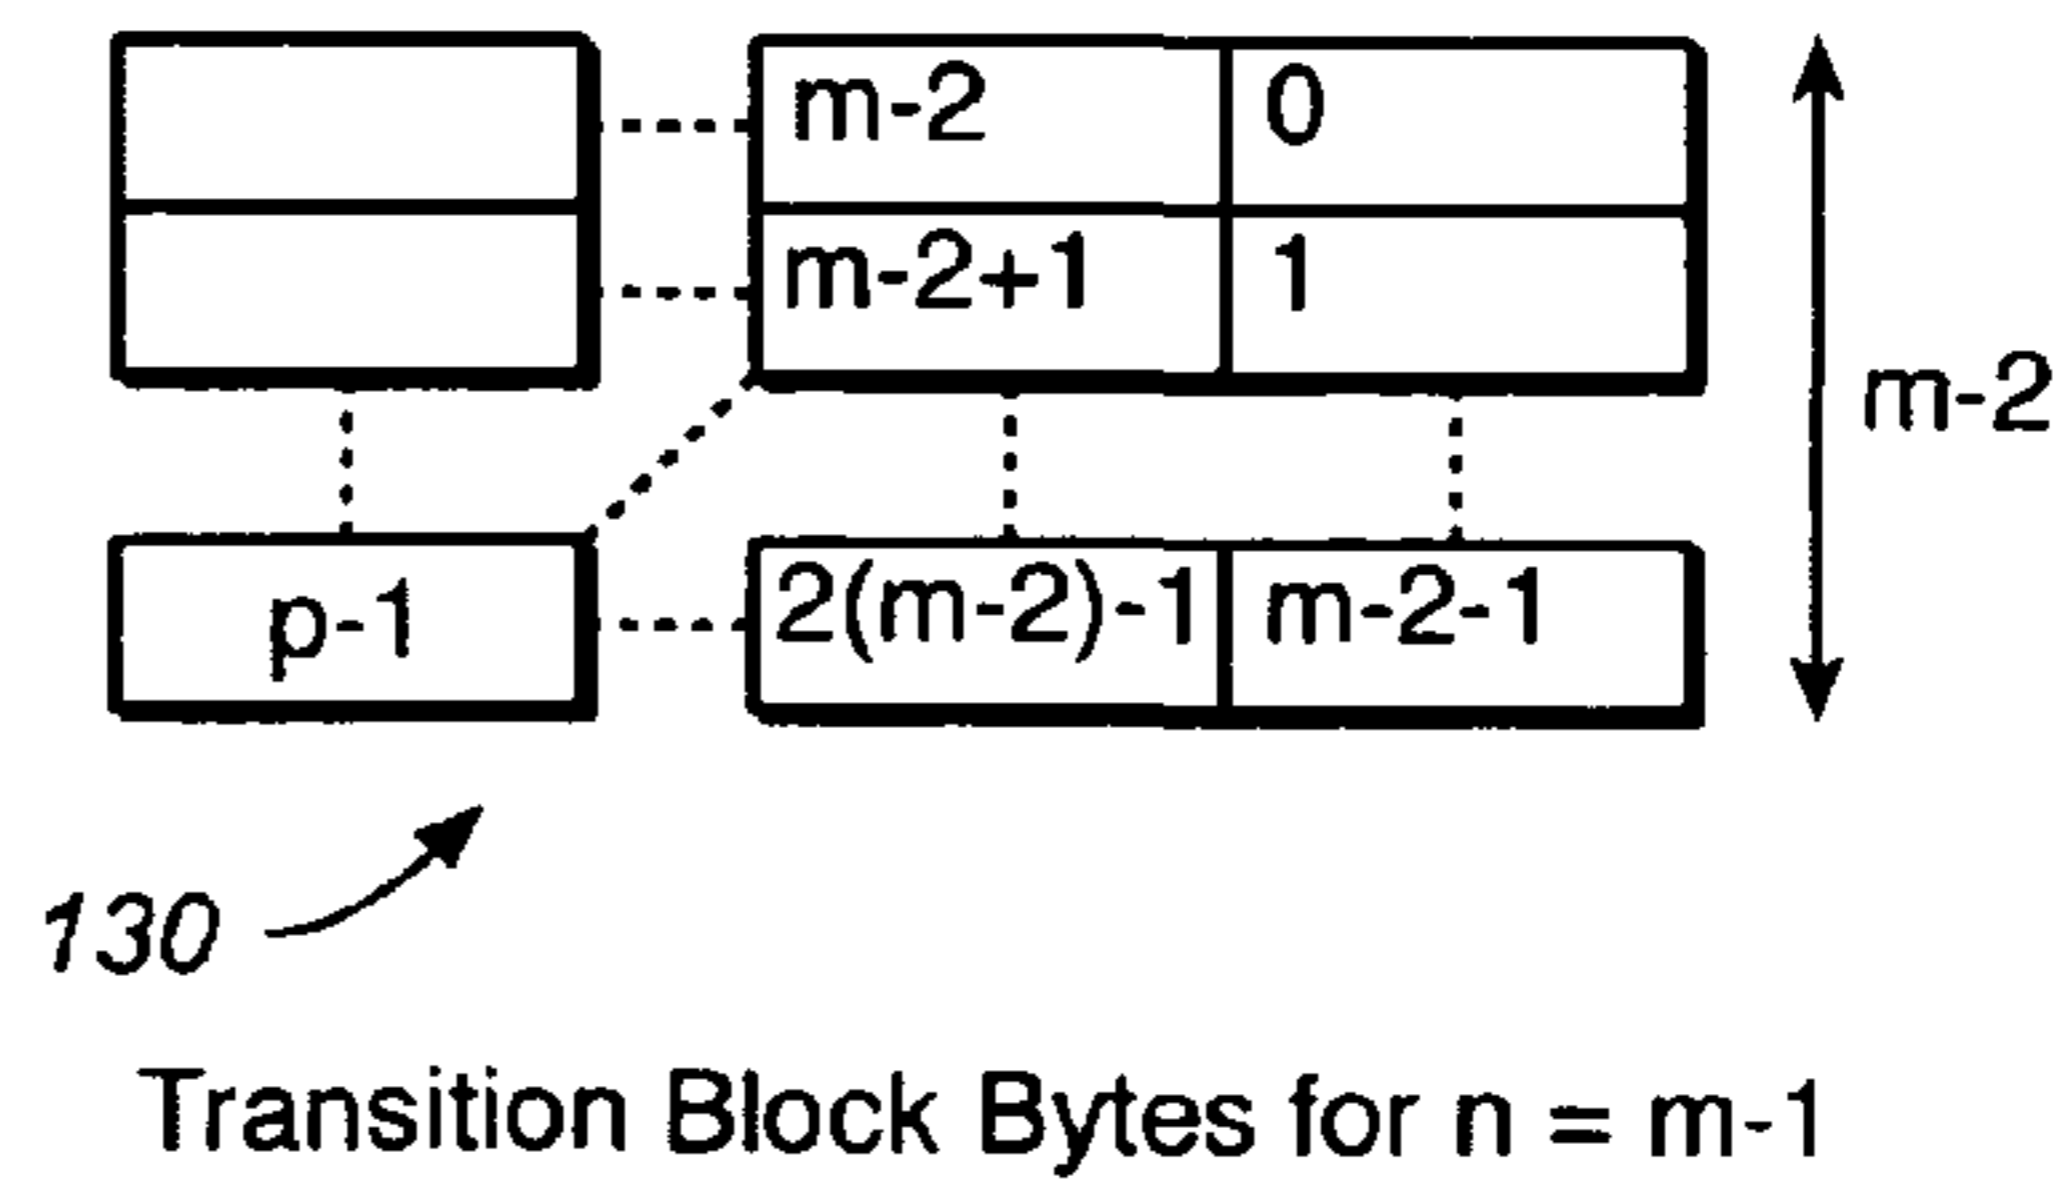 m-2 0
m-2+1 1
m-2
p-1 2(m-2)-1 m-2-1
130
Transition Block Bytes for n = m-1